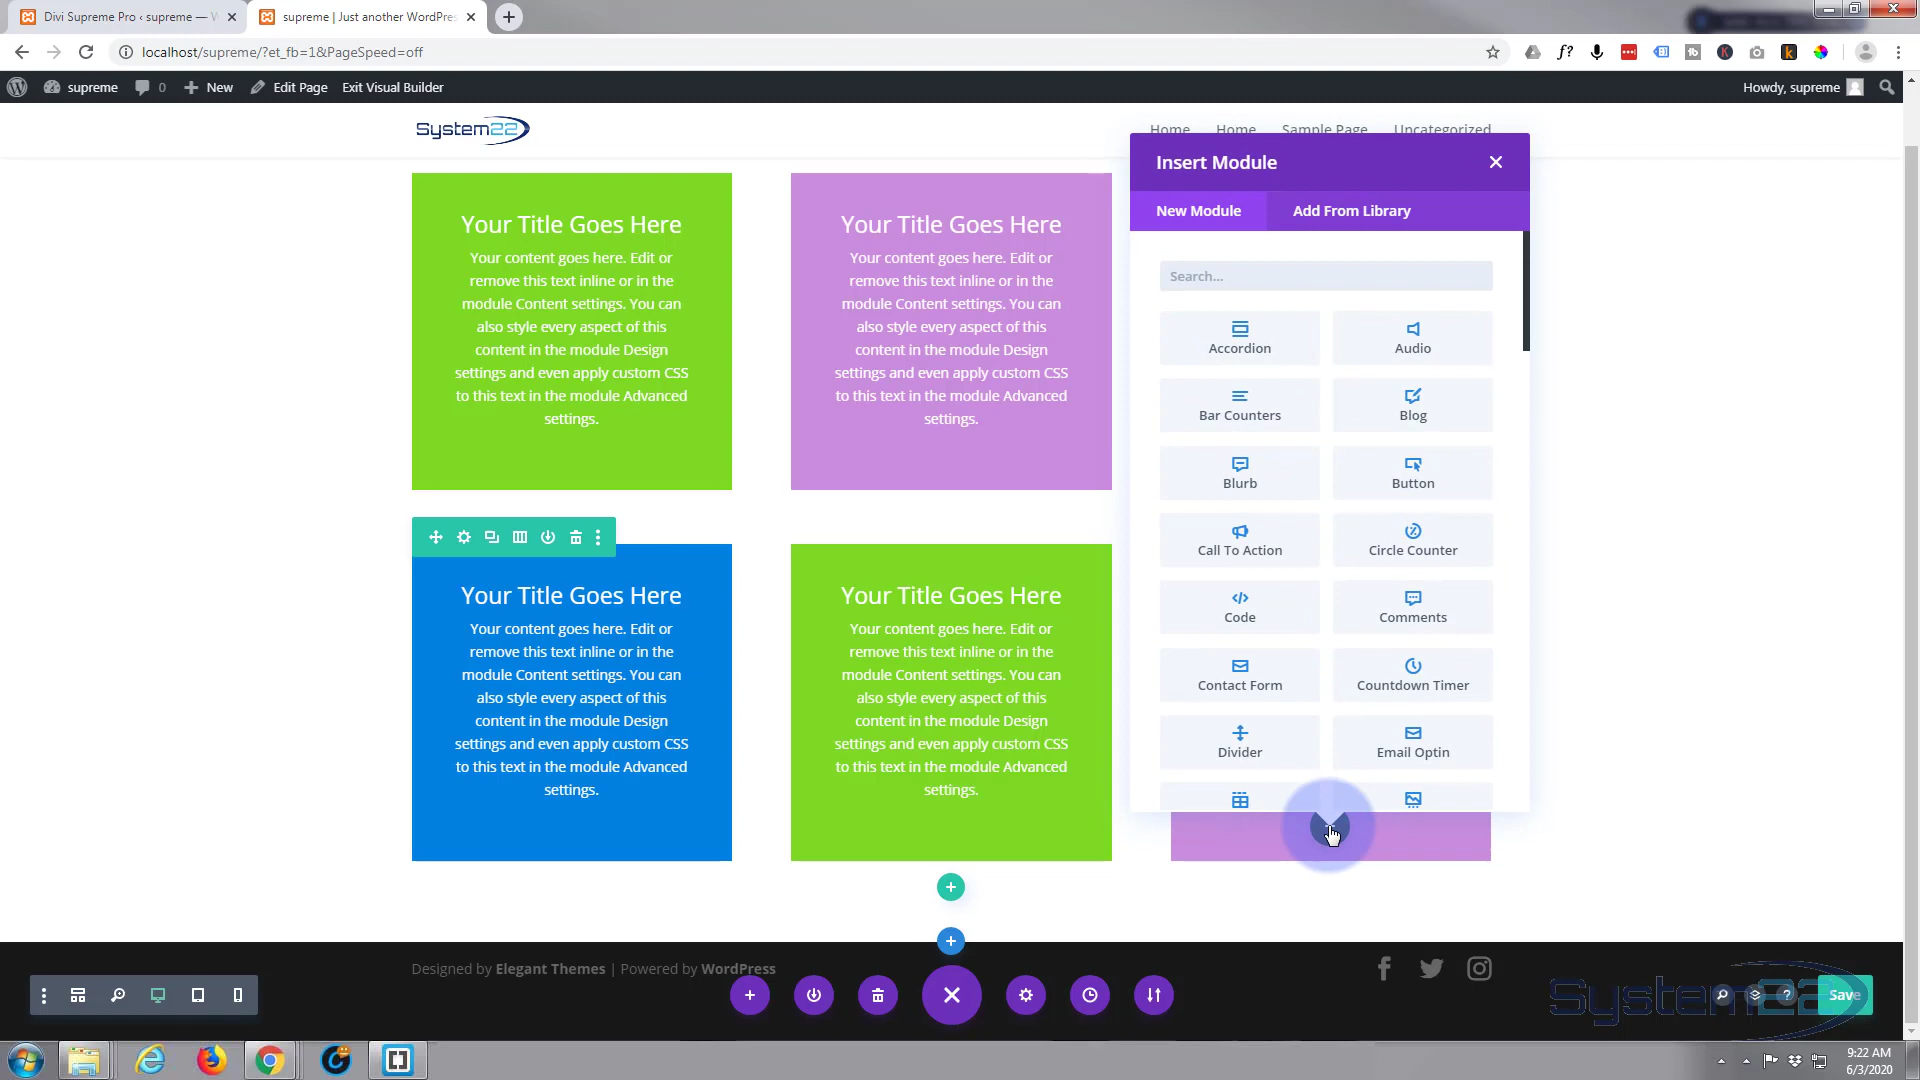 Divi Supreme Pro ‹ supreme — W
supreme | Just another WordPres
localhost/supreme/?et_fb=1&PageSpeed=off
supreme
0
New
Edit Page
Exit Visual Builder
Howdy, supreme
System22
Home
Home
Sample Page
Uncategorized
Insert Module
New Module
Add From Library
Search...
Accordion
Audio
Bar Counters
Blog
Blurb
Button
Call To Action
Circle Counter
Code
Comments
Contact Form
Countdown Timer
Divider
Email Optin
Your Title Goes Here
Your content goes here. Edit or
remove this text inline or in the
module Content settings. You can
also style every aspect of this
content in the module Design
settings and even apply custom CSS
to this text in the module Advanced
settings.
Your Title Goes Here
Your content goes here. Edit or
remove this text inline or in the
module Content settings. You can
also style every aspect of this
content in the module Design
settings and even apply custom CSS
to this text in the module Advanced
settings.
Your Title Goes Here
Your content goes here. Edit or
remove this text inline or in the
module Content settings. You can
also style every aspect of this
content in the module Design
settings and even apply custom CSS
to this text in the module Advanced
settings.
Your Title Goes Here
Your content goes here. Edit or
remove this text inline or in the
module Content settings. You can
also style every aspect of this
content in the module Design
settings and even apply custom CSS
to this text in the module Advanced
settings.
Designed by Elegant Themes | Powered by WordPress
System22
Save
9:22 AM
6/3/2020